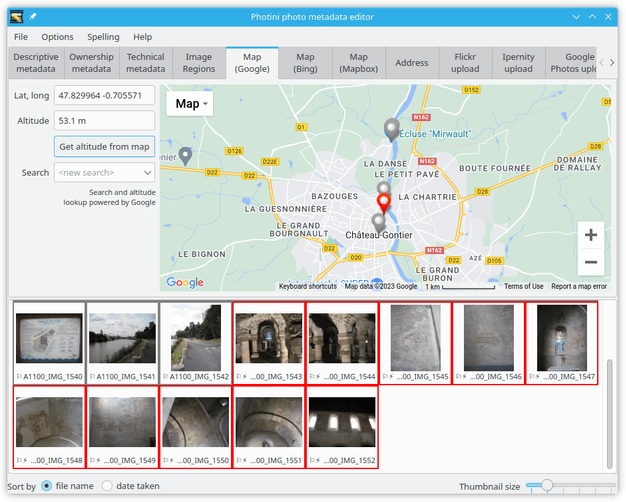 Photini photo metadata editor
File Options Spelling Help
Descriptive metadata
Ownership metadata
Technical metadata
Image Regions
Map (Google)
Map (Bing)
Map (Mapbox)
Address
Flickr upload
Ipernity upload
Google Photos uplo
Lat, long 47.829964 -0.705571
Altitude 53.1 m
Get altitude from map
Search <new search>
Search and altitude
lookup powered by Google
Map
D152
N162
D1
Écluse "Mirwault"
D126
N162
enier
D22E
D22
LA DANSE
LE PETIT PAVÉ
BOUTE FOURNÉE
DOMAINE
DE RALLAY
D28
D28
BAZOUGES
LA CHARTRIE
LA GUESNONNIÈRE
LE GRAND
BOURGNAULT
Château-Gontier
D22
D20
N162
D22
D105
AZÉ
LE BIGNON
LE GRAND
BURON
Google
Keyboard shortcuts Map data ©2023 Google 1 km Terms of Use Report a map error
A1100_IMG_1540
A1100_IMG_1541
A1100_IMG_1542
...00_IMG_1543
...00_IMG_1544
...00_IMG_1545
...00_IMG_1546
...00_IMG_1547
...00_IMG_1548
...00_IMG_1549
...00_IMG_1550
...00_IMG_1551
...00_IMG_1552
Sort by file name date taken Thumbnail size